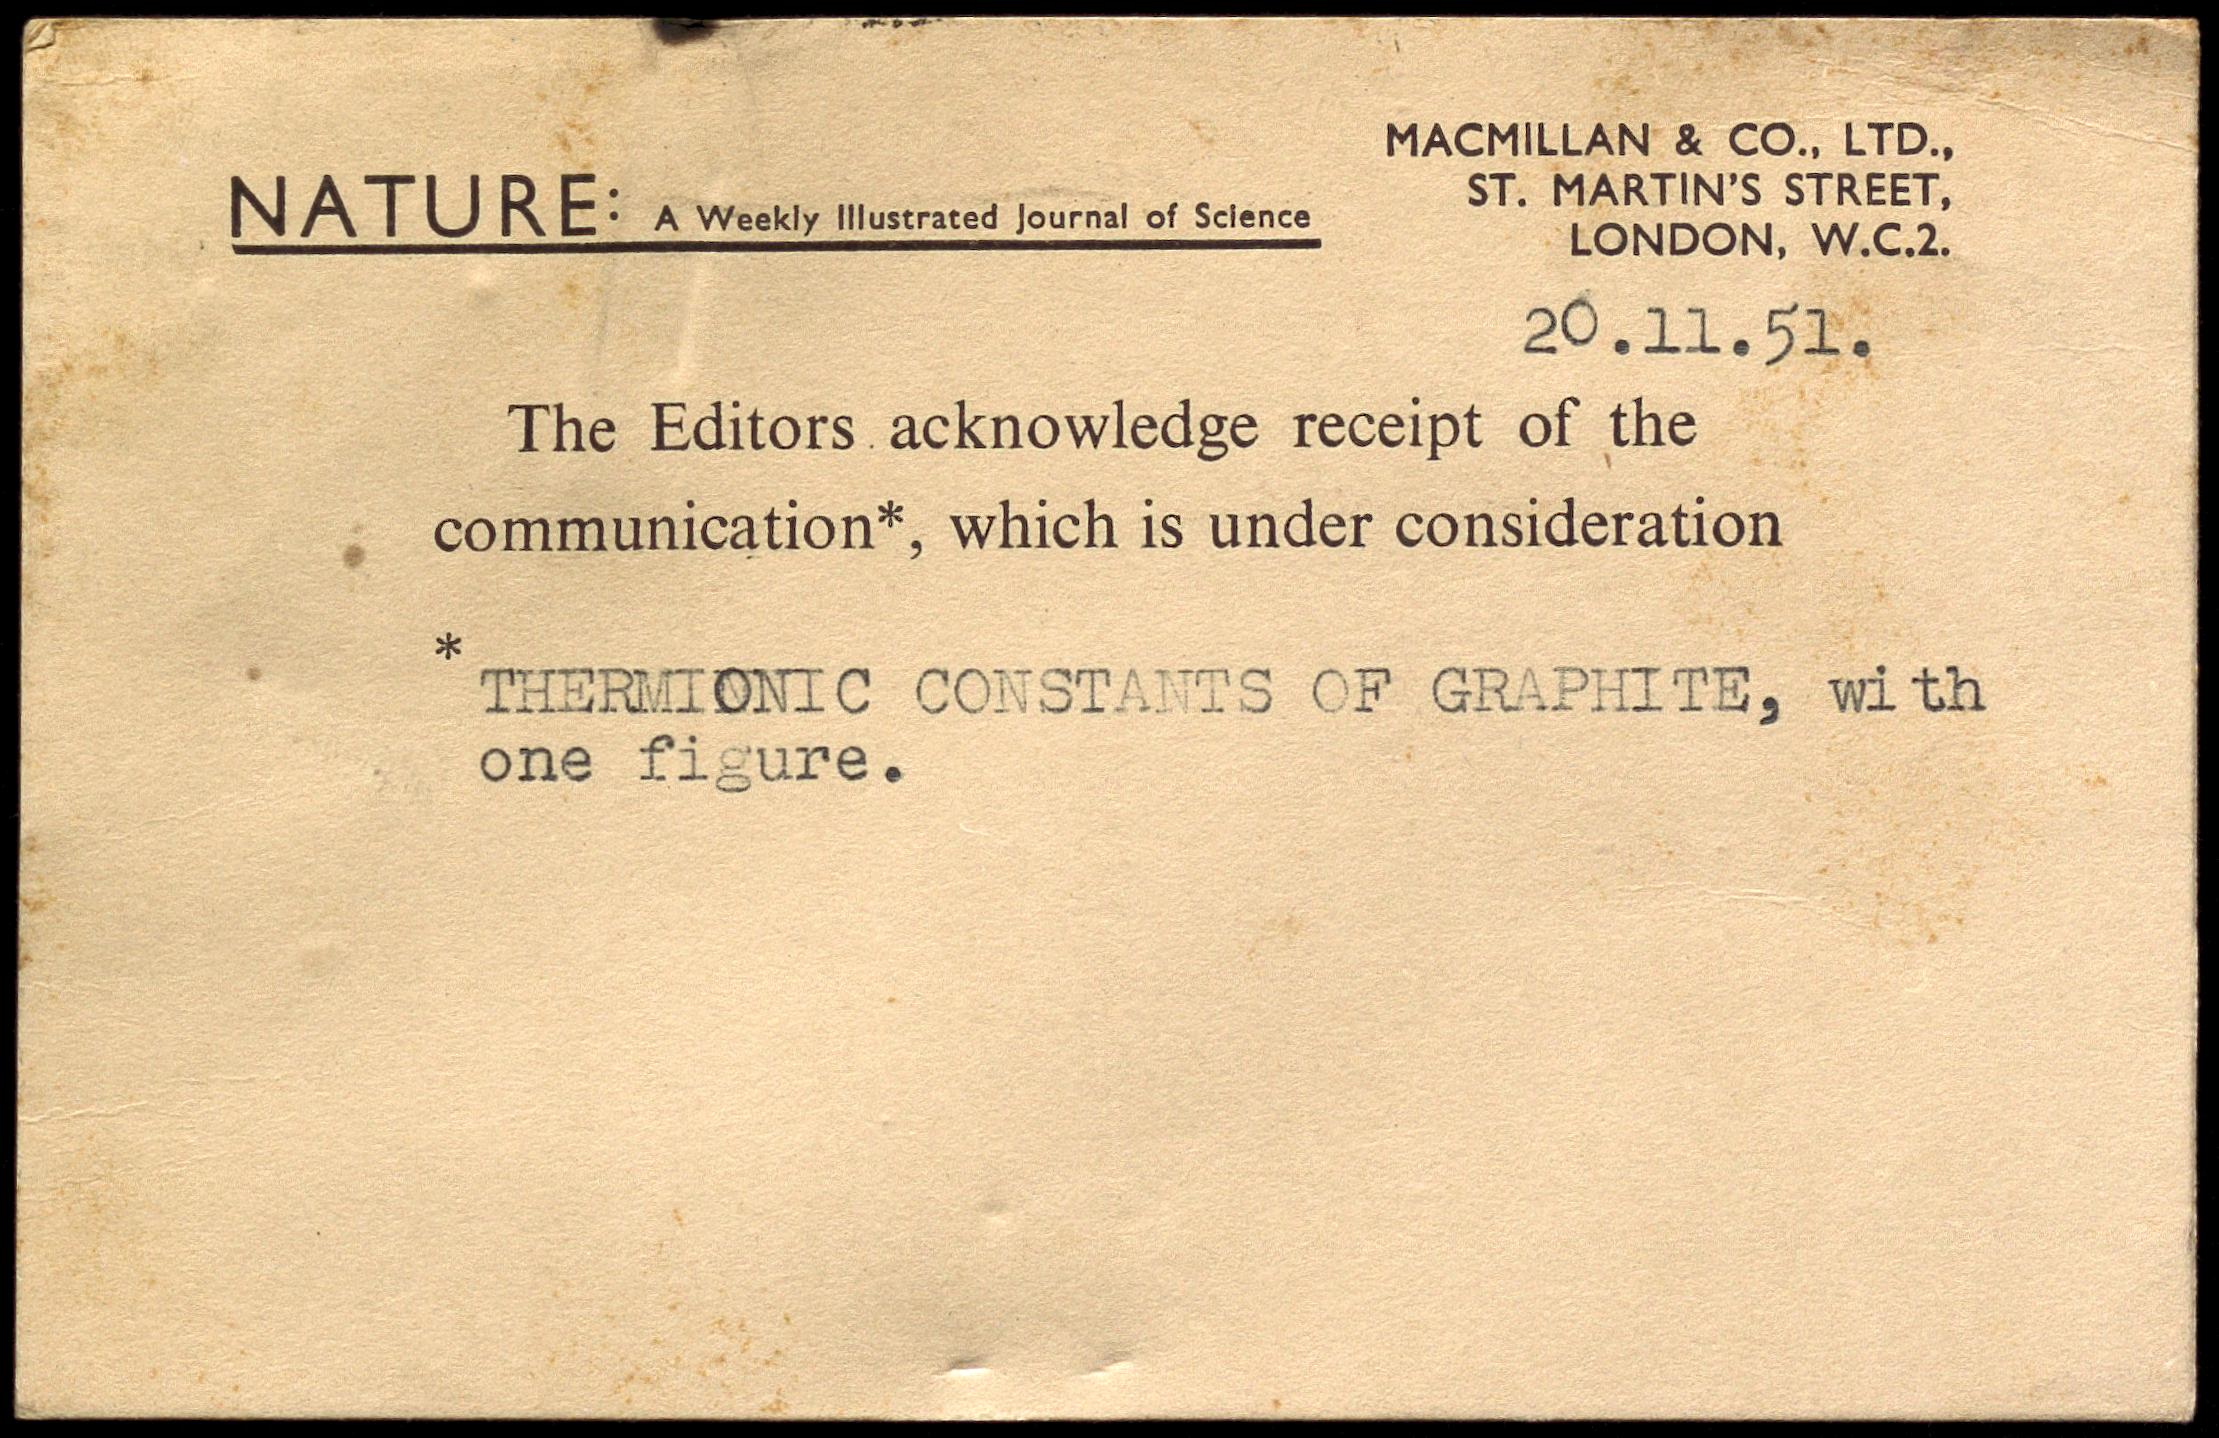 MACMILLAN & CO., LTD.,
ST. MARTIN'S STREET,
LONDON, W.C.2.
NATURE: A Weekly Illustrated Journal of Science
20.11.51.
The Editors acknowledge receipt of the
communication*, which is under consideration
*
THERMIONIC CONSTANTS OF GRAPHITE, with
one figure.